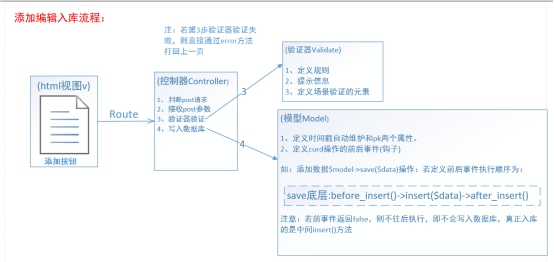 添加编辑入库流程：
注：若第3步验证器验证失
败，则直接通过error方法
打回上一页
(html视图v)
添加按钮
Route
(控制器Controller)
1、判断post请求
2、接收post参数
3、验证器验证
4、写入数据库
3
4
(验证器Validate)
1、定义规则
2、提示信息
3、定义场景验证的元素
(模型Model)
1、定义时间戳自动维护和pk两个属性。
2、定义curd操作的前后事件(钩子)
如：添加数据$model->save($data)操作：若定义前后事件执行顺序为：
save底层:before_insert()->insert($data)->after_insert()
注意：若前事件返回false，则不往后执行，即不会写入数据库，真正入
库的是中间insert()方法